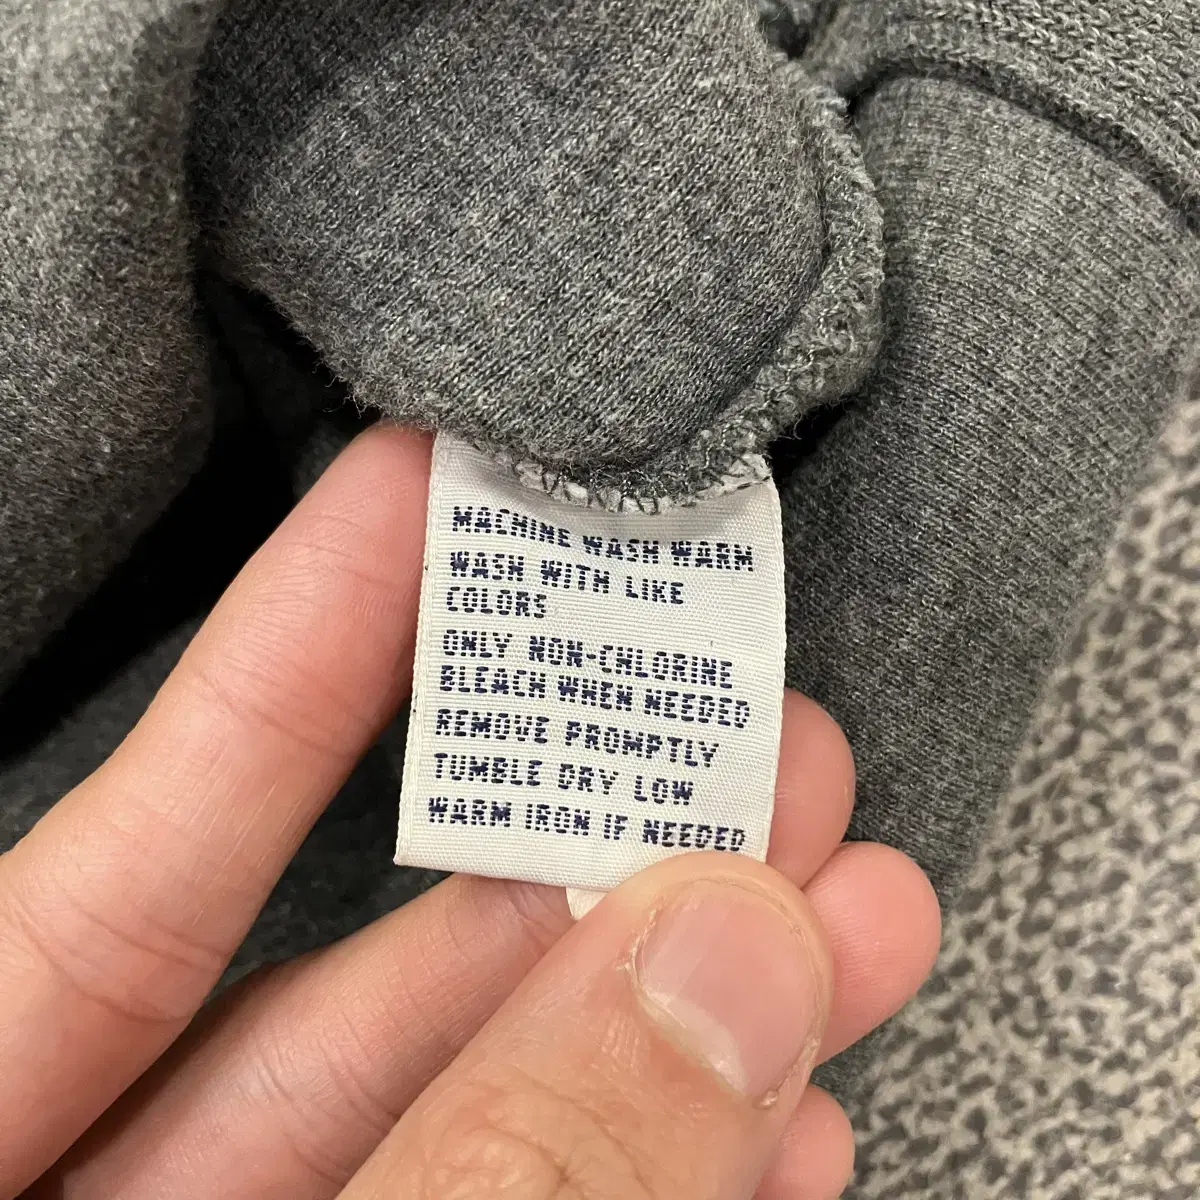 MACHINE WASH WARM
WASH WITH LIKE
COLORS
ONLY NON-CHLORINE
BLEACH WHEN NEEDED
REMOVE PROMPTLY
TUMBLE DRY LOW
WARM IRON IF NEEDED